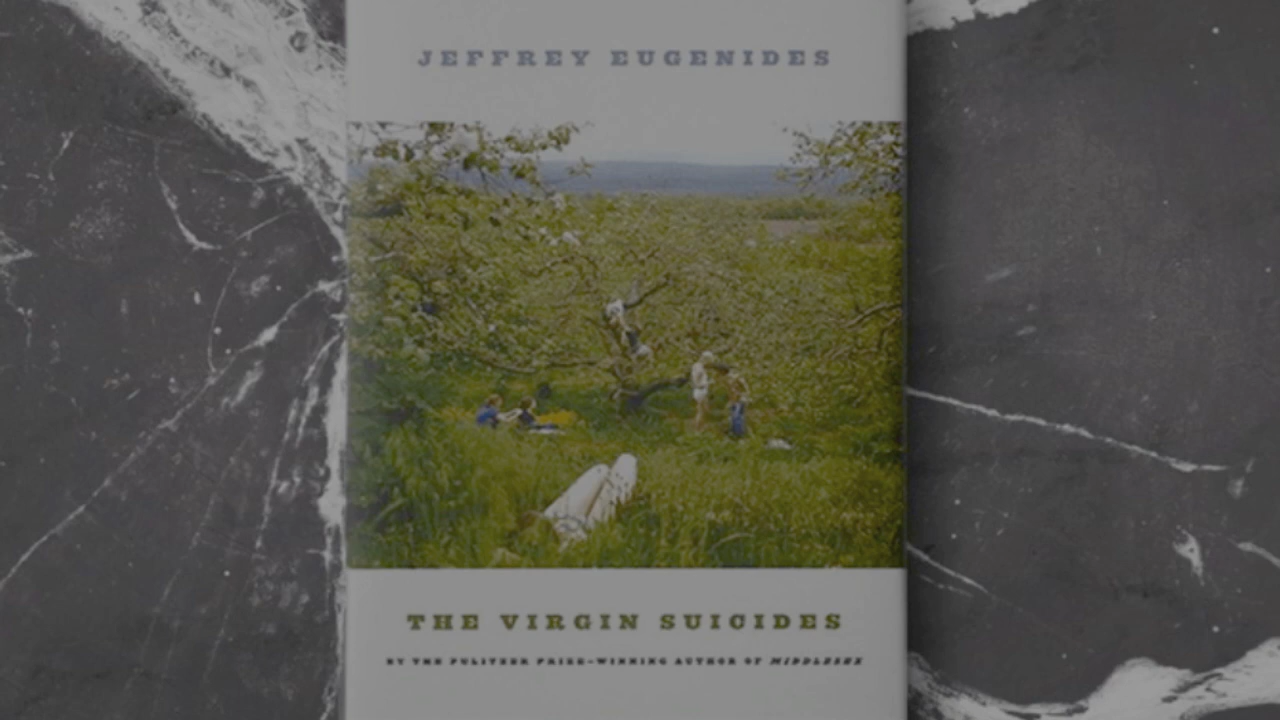 JEFFREY EUGENIDES
THE VIRGIN SUICIDES
BY THE PULITZER PRIZE-WINNING AUTHOR OF MIDDLESEX